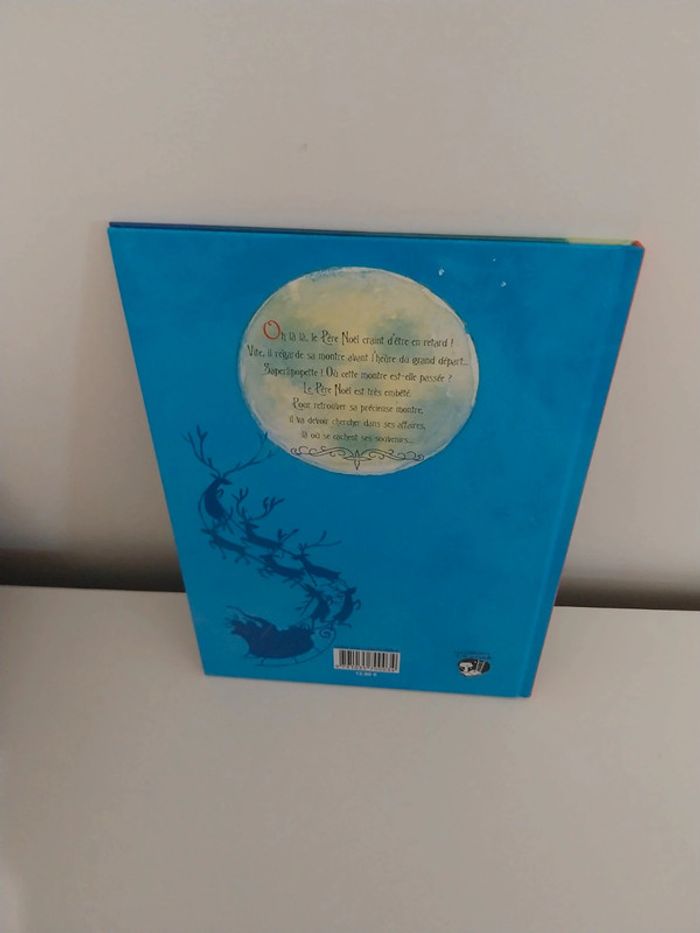 Oh là là, le Père Noël craint d'être en retard !
Vite, il regarde sa montre avant l'heure du grand départ...
Saperlipopette ! Où cette montre est-elle passée ?
Le Père Noël est très embêté.
Pour retrouver sa précieuse montre,
il va devoir chercher dans ses affaires,
là où se cachent ses souvenirs...